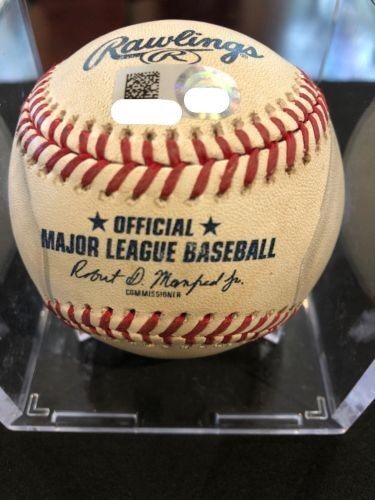 Rawlings
R
★ OFFICIAL ★
MAJOR LEAGUE BASEBALL
Robert D. Manfred Jr.
COMMISSIONER